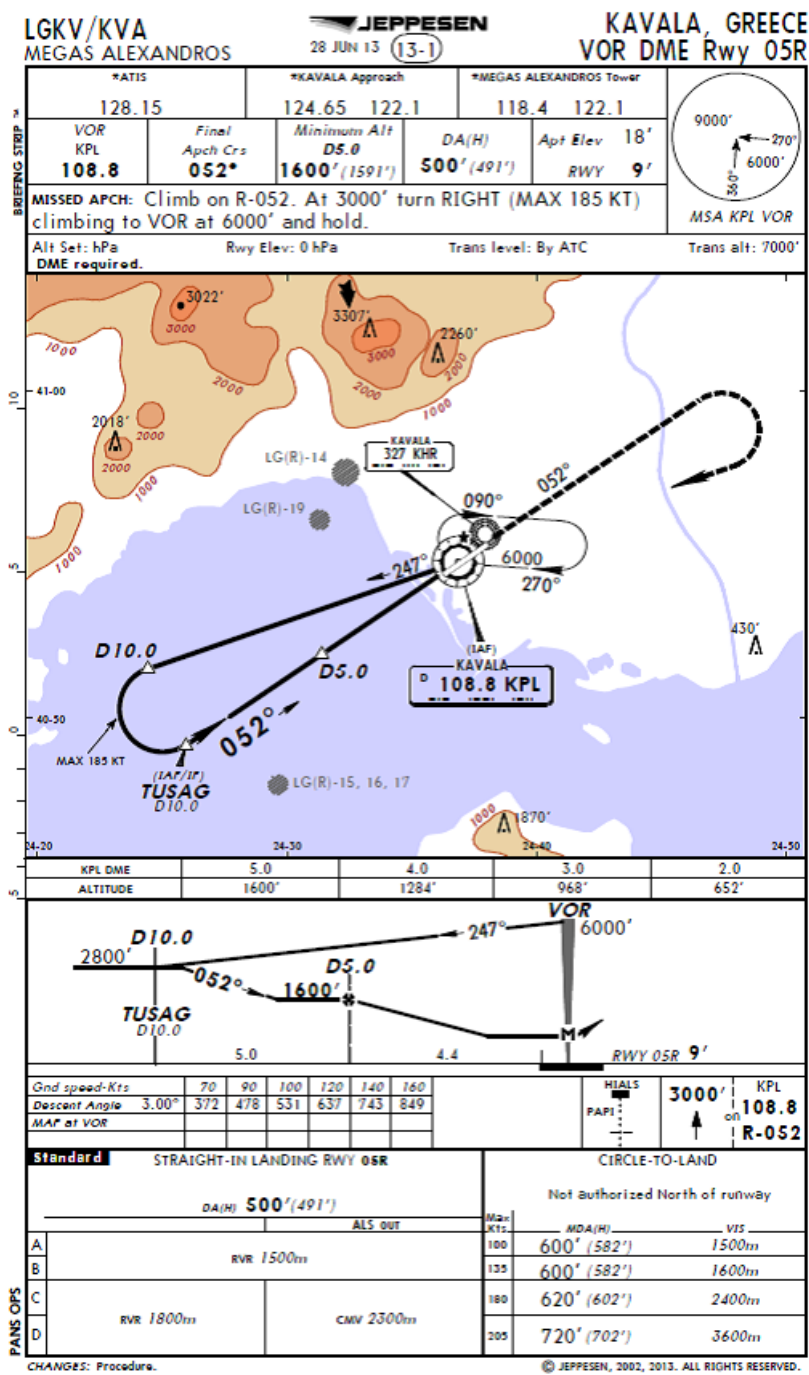 LGKV/KVA
MEGAS ALEXANDROS
JEPPESEN
28 JUN 13 13-1
KAVALA, GREECE
VOR DME Rwy 05R
BRIEFING STRIP TM
*ATIS
128.15
*KAVALA Approach
124.65 122.1
*MEGAS ALEXANDROS Tower
118.4 122.1
VOR
KPL
108.8
Final
Apch Crs
052°
Minimum Alt
D5.0
1600' (1591')
DA(H)
500' (491')
Apt Elev 18'
RWY 9'
9000'
270°
6000'
360°
MSA KPL VOR
MISSED APCH: Climb on R-052. At 3000' turn RIGHT (MAX 185 KT)
climbing to VOR at 6000' and hold.
Alt Set: hPa Rwy Elev: 0 hPa Trans level: By ATC Trans alt: 7000'
DME required.
3022'
3000
3307'
3000
2260'
2000
1000
2000
2000
1000
10
41-00
2018'
2000
2000
1000
LG(R)-14
KAVALA
327 KHR
052°
LG(R)-19
090°
1000
5
247°
6000
270°
(IAF)
KAVALA
D 108.8 KPL
430'
D10.0
D5.0
0
40-50
052°
MAX 185 KT
(IAF/IF)
TUSAG
D10.0
LG(R)-15, 16, 17
1000
1870'
24-20 24-30 24-40 24-50
5
KPL DME 5.0 4.0 3.0 2.0
ALTITUDE 1600' 1284' 968' 652'
VOR
6000'
D10.0
247°
2800'
052°
D5.0
1600'
TUSAG
D10.0
M
5.0 4.4 RWY 05R 9'
Gnd speed-Kts 70 90 100 120 140 160
Descent Angle 3.00° 372 478 531 637 743 849
MAP at VOR
HIALS
PAPI
3000' on KPL
108.8
R-052
Standard STRAIGHT-IN LANDING RWY 05R
CIRCLE-TO-LAND
Not authorized North of runway
DA(H) 500' (491')
ALS out
Max
Kts. MDA(H) VIS
A
B
RVR 1500m
C
D
RVR 1800m CMV 2300m
100 600' (582') 1500m
135 600' (582') 1600m
180 620' (602') 2400m
205 720' (702') 3600m
PANS OPS
CHANGES: Procedure.
© JEPPESEN, 2002, 2013. ALL RIGHTS RESERVED.